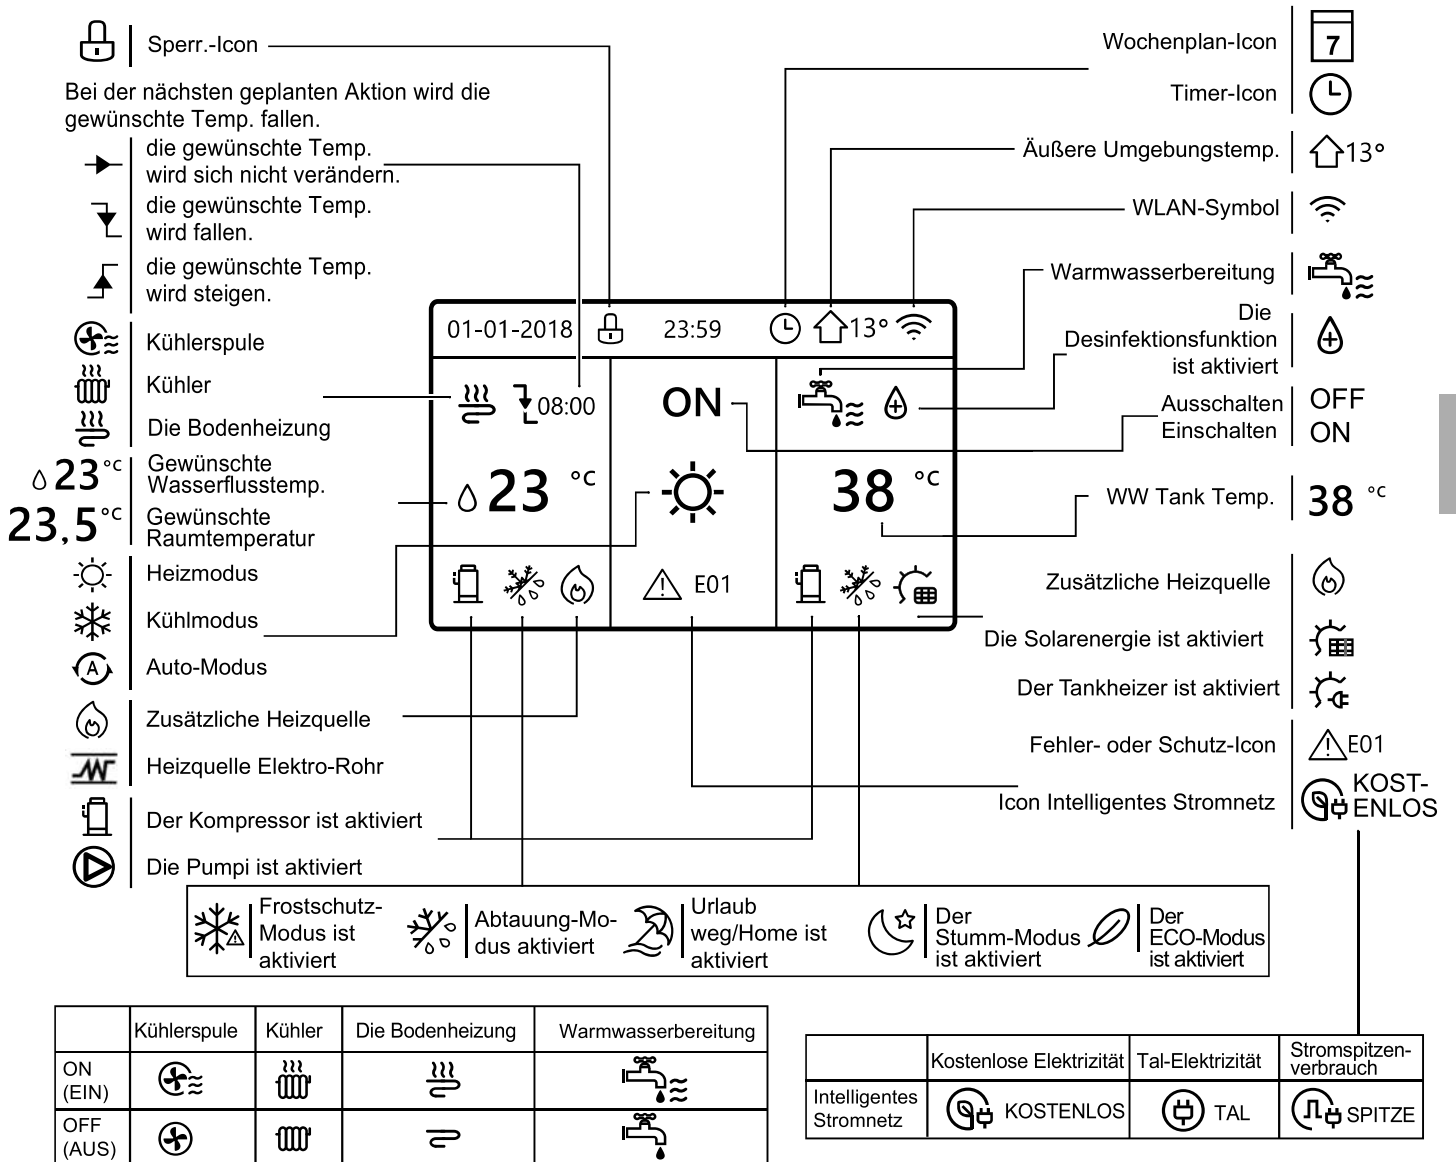 Sperr.-Icon
Bei der nächsten geplanten Aktion wird die
gewünschte Temp. fallen.
die gewünschte Temp.
wird sich nicht verändern.
die gewünschte Temp.
wird fallen.
die gewünschte Temp.
wird steigen.
Kühlerspule
Kühler
Die Bodenheizung
23 °C
Gewünschte
Wasserflusstemp.
23,5 °C
Gewünschte
Raumtemperatur
Heizmodus
Kühlmodus
A
Auto-Modus
Zusätzliche Heizquelle
Heizquelle Elektro-Rohr
Der Kompressor ist aktiviert
Die Pumpi ist aktiviert
01-01-2018
23:59
13°
08:00
ON
23 °C
38 °C
E01
Wochenplan-Icon
7
Timer-Icon
Äußere Umgebungstemp.
13°
WLAN-Symbol
Warmwasserbereitung
Die
Desinfektionsfunktion
ist aktiviert
Ausschalten
OFF
Einschalten
ON
WW Tank Temp.
38 °C
Zusätzliche Heizquelle
Die Solarenergie ist aktiviert
Der Tankheizer ist aktiviert
Fehler- oder Schutz-Icon
E01
Icon Intelligentes Stromnetz
KOST-
ENLOS
Frostschutz-
Modus ist
aktiviert
Abtauung-Mo-
dus aktiviert
Urlaub
weg/Home ist
aktiviert
Der
Stumm-Modus
ist aktiviert
Der
ECO-Modus
ist aktiviert
Kühlerspule
Kühler
Die Bodenheizung
Warmwasserbereitung
ON
(EIN)
OFF
(AUS)
Kostenlose Elektrizität
Tal-Elektrizität
Stromspitzen-
verbrauch
Intelligentes
Stromnetz
KOSTENLOS
TAL
SPITZE